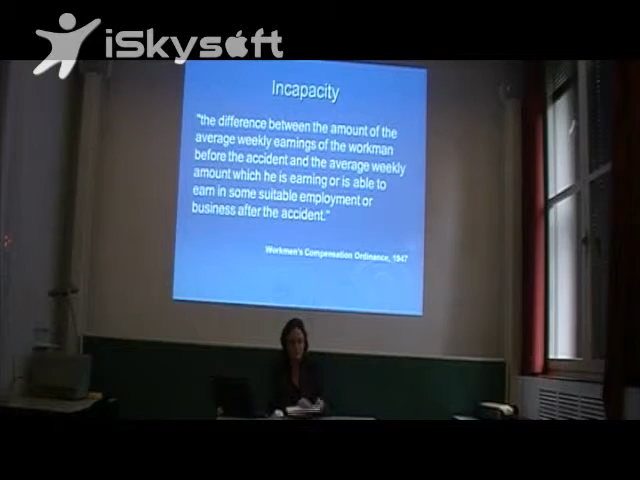 iSkysoft
Incapacity
"the difference between the amount of the
average weekly earnings of the workman
before the accident and the average weekly
amount which he is earning or is able to
earn in some suitable employment or
business after the accident."
Workmen's Compensation Ordinance, 1947